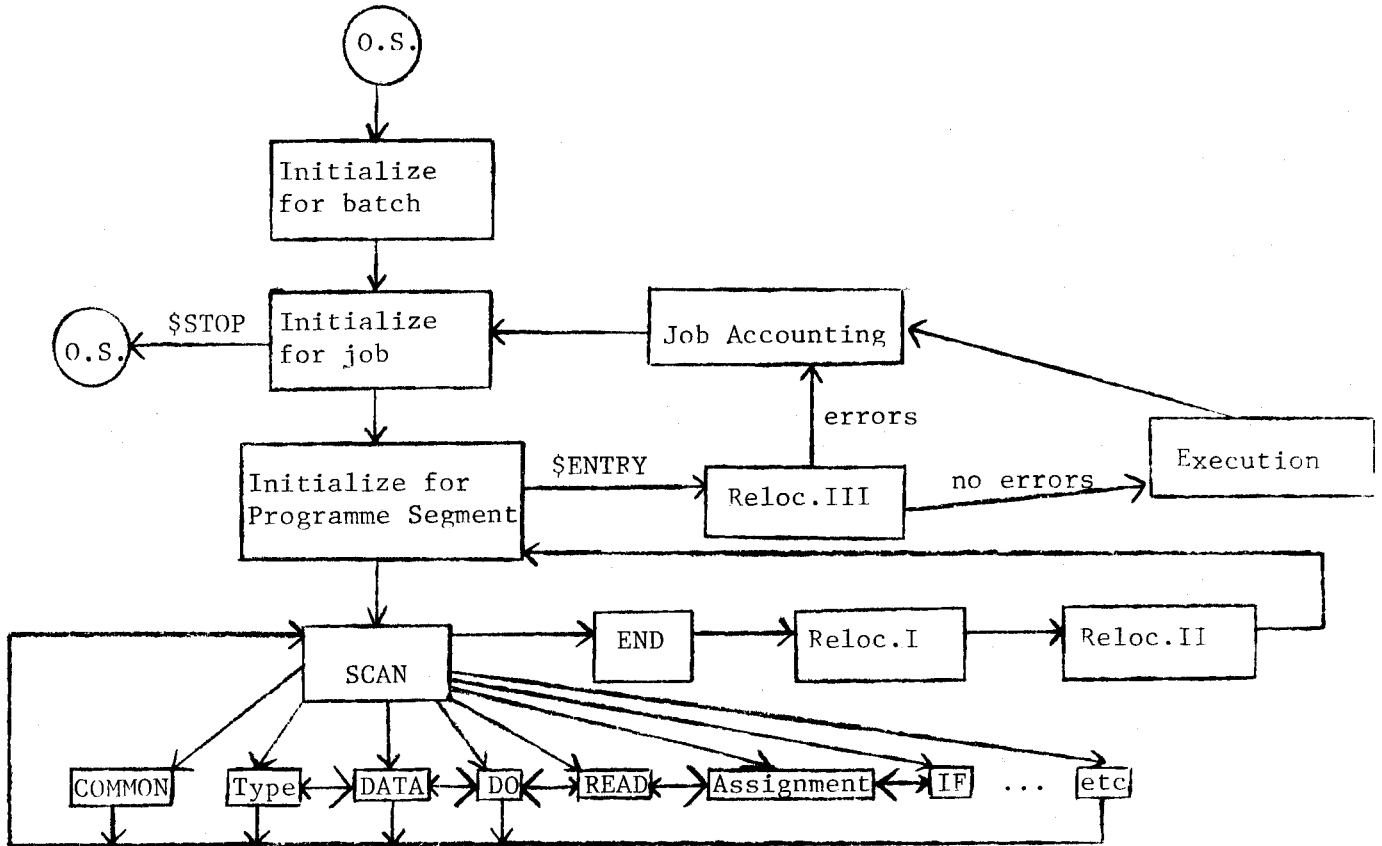 O.S.
Initialize
for batch
$STOP
O.S.
Initialize
for job
Job Accounting
errors
Initialize for
Programme Segment
$ENTRY
Reloc.III
no errors
Execution
SCAN
END
Reloc.I
Reloc.II
COMMON
Type
DATA
DO
READ
Assignment
IF
...
etc